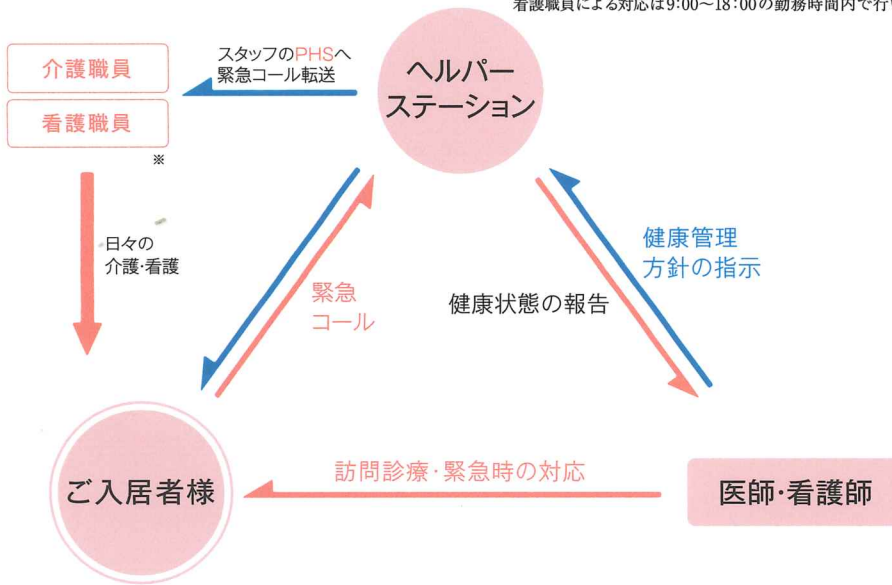 看護職員による対応は9:00〜18:00の勤務時間内で行い
介護職員
看護職員
※
スタッフのPHSへ
緊急コール転送
ヘルパー
ステーション
日々の
介護・看護
緊急
コール
健康状態の報告
健康管理
方針の指示
ご入居者様
訪問診療・緊急時の対応
医師・看護師